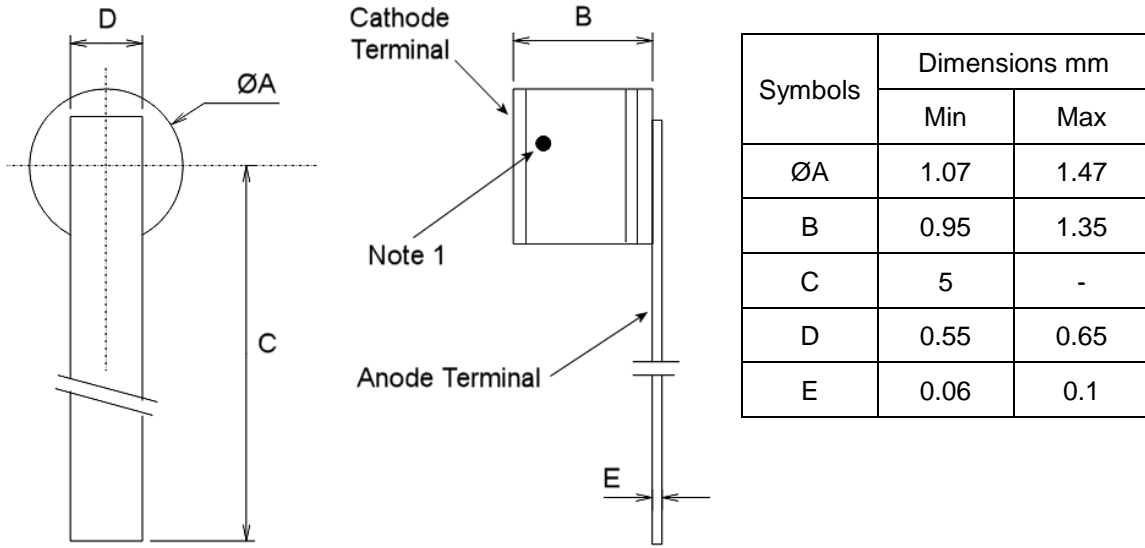 D
ØA
C
Cathode
Terminal
B
Note 1
Anode Terminal
E
Symbols Dimensions mm
Min Max
ØA 1.07 1.47
B 0.95 1.35
C 5 -
D 0.55 0.65
E 0.06 0.1